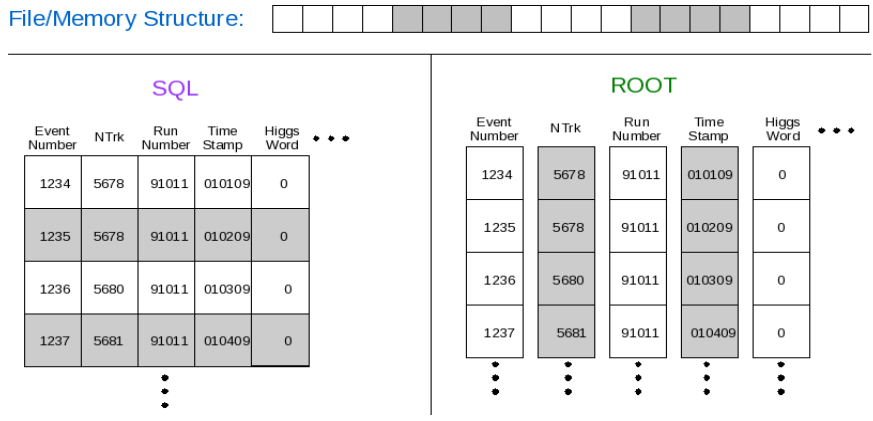 File/Memory Structure:
SQL
Event Number NTrk Run Number Time Stamp Higgs Word
1234 5678 91011 010109 0
1235 5678 91011 010209 0
1236 5680 91011 010309 0
1237 5681 91011 010409 0
ROOT
Event Number NTrk Run Number Time Stamp Higgs Word
1234 5678 91011 010109 0
1235 5678 91011 010209 0
1236 5680 91011 010309 0
1237 5681 91011 010409 0